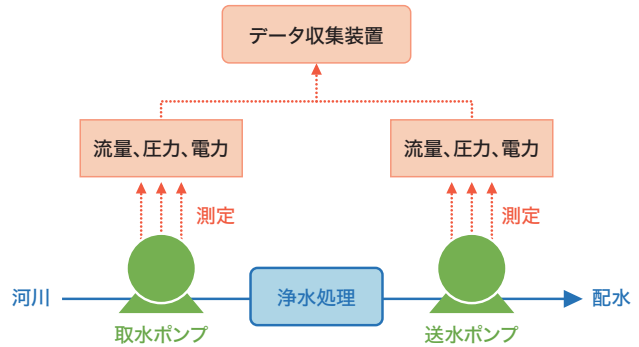 データ収集装置
流量、圧力、電力
流量、圧力、電力
測定
測定
河川
浄水処理
配水
取水ポンプ
送水ポンプ